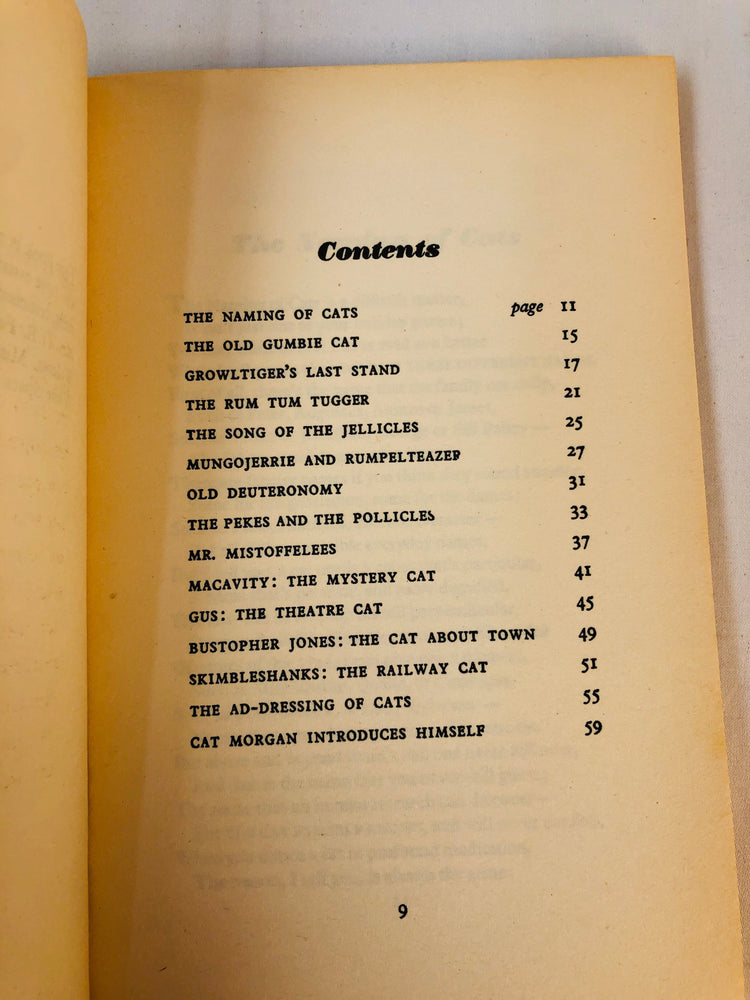 Contents
THE NAMING OF CATS page 11
THE OLD GUMBIE CAT 15
GROWLTIGER'S LAST STAND 17
THE RUM TUM TUGGER 21
THE SONG OF THE JELLICLES 25
MUNGOJERRIE AND RUMPELTEAZER 27
OLD DEUTERONOMY 31
THE PEKES AND THE POLLICLES 33
MR. MISTOFFELEES 37
MACAVITY: THE MYSTERY CAT 41
GUS: THE THEATRE CAT 45
BUSTOPHER JONES: THE CAT ABOUT TOWN 49
SKIMBLESHANKS: THE RAILWAY CAT 51
THE AD-DRESSING OF CATS 55
CAT MORGAN INTRODUCES HIMSELF 59
9